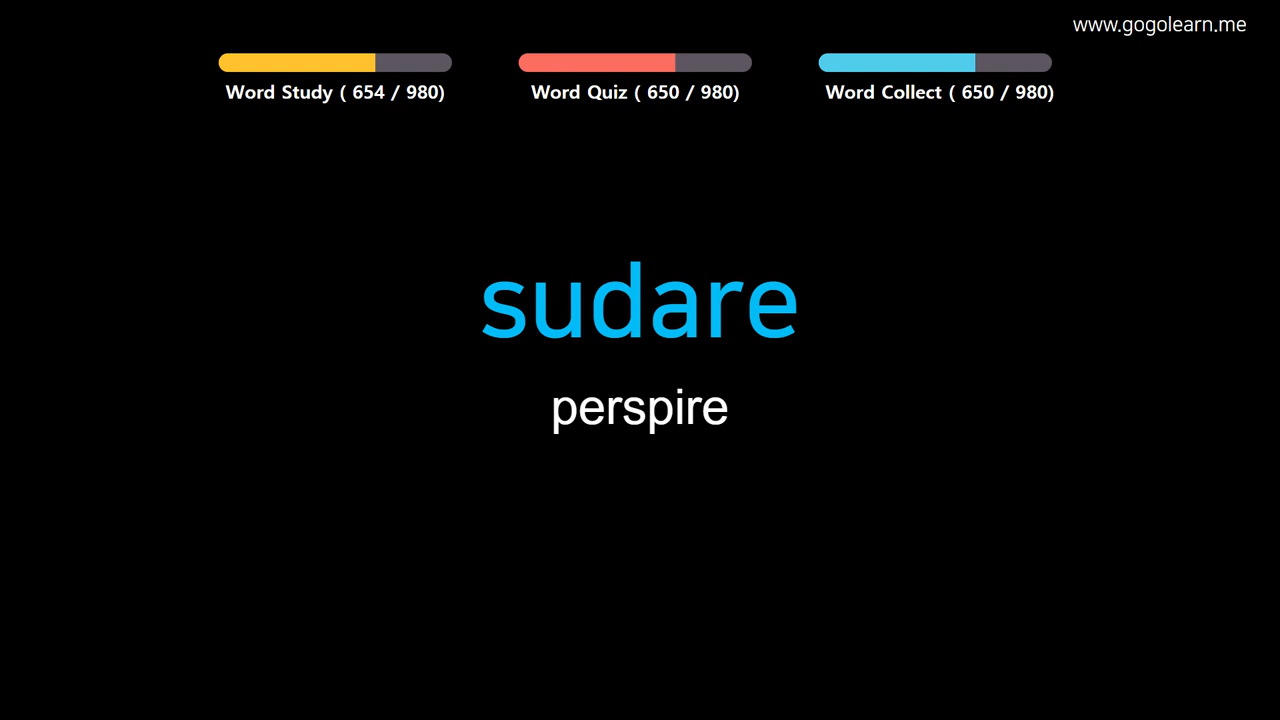 www.gogolearn.me
Word Study ( 654 / 980)
Word Quiz ( 650 / 980)
Word Collect ( 650 / 980)
sudare
perspire